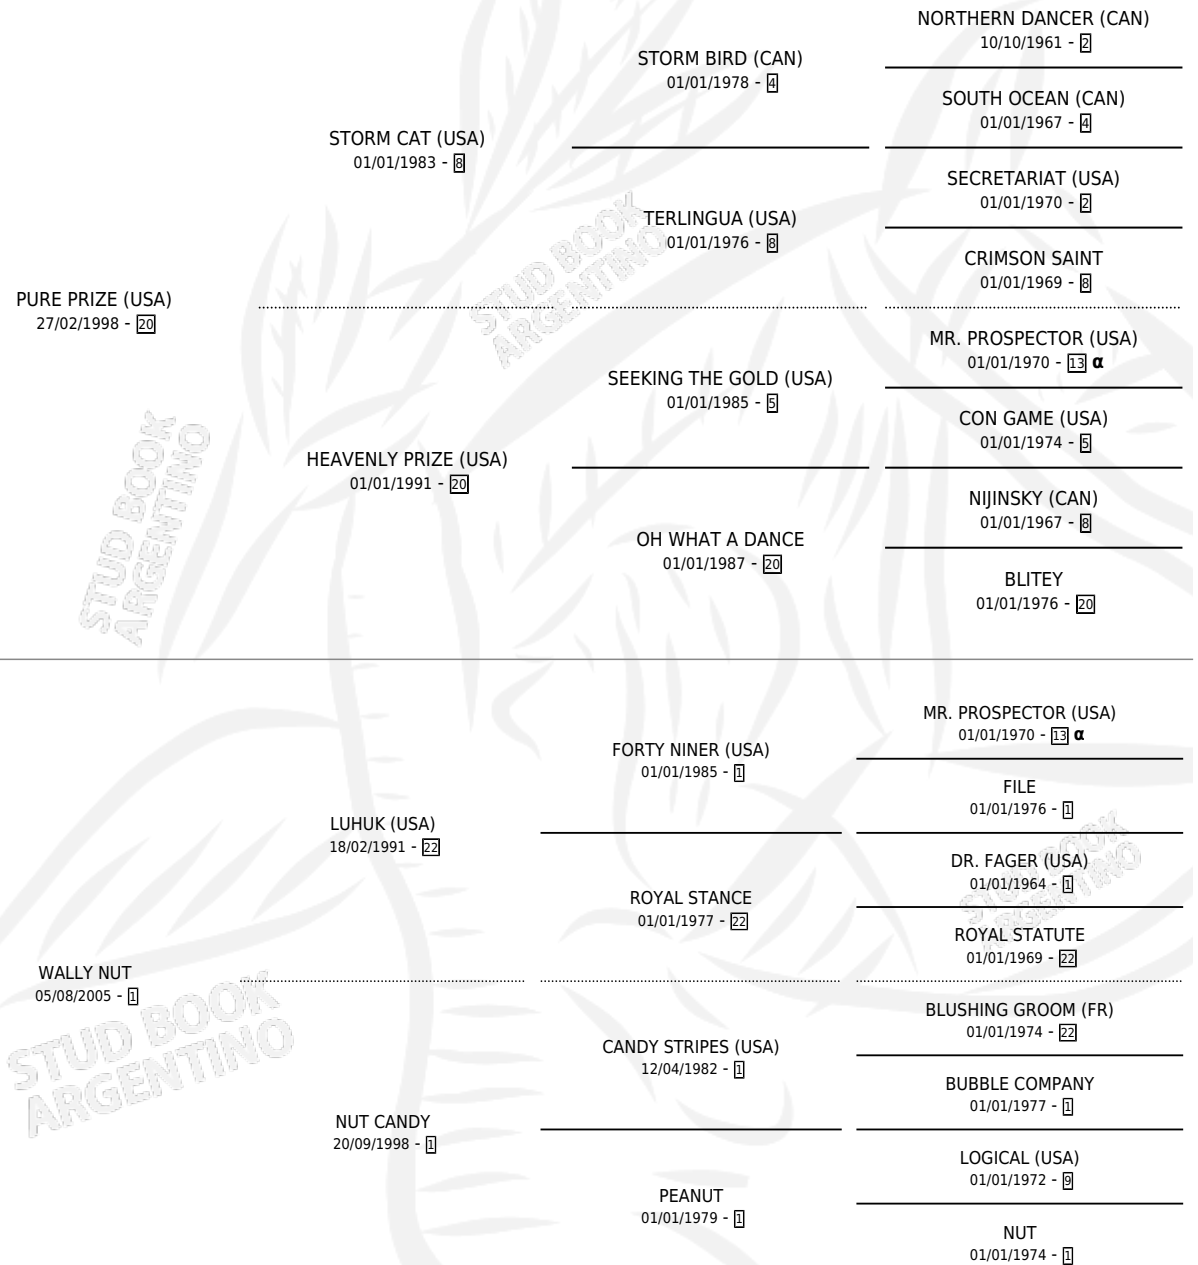 NORTHERN DANCER (CAN)
10/10/1961 - 2
STORM BIRD (CAN)
01/01/1978 - 4
SOUTH OCEAN (CAN)
01/01/1967 - 4
STORM CAT (USA)
01/01/1983 - 8
SECRETARIAT (USA)
01/01/1970 - 2
TERLINGUA (USA)
01/01/1976 - 8
CRIMSON SAINT
01/01/1969 - 8
PURE PRIZE (USA)
27/02/1998 - 20
MR. PROSPECTOR (USA)
01/01/1970 - 13 α
SEEKING THE GOLD (USA)
01/01/1985 - 5
CON GAME (USA)
01/01/1974 - 5
HEAVENLY PRIZE (USA)
01/01/1991 - 20
NIJINSKY (CAN)
01/01/1967 - 8
OH WHAT A DANCE
01/01/1987 - 20
BLITEY
01/01/1976 - 20
MR. PROSPECTOR (USA)
01/01/1970 - 13 α
FORTY NINER (USA)
01/01/1985 - 1
FILE
01/01/1976 - 1
LUHUK (USA)
18/02/1991 - 22
DR. FAGER (USA)
01/01/1964 - 1
ROYAL STANCE
01/01/1977 - 22
ROYAL STATUTE
01/01/1969 - 22
WALLY NUT
05/08/2005 - 1
BLUSHING GROOM (FR)
01/01/1974 - 22
CANDY STRIPES (USA)
12/04/1982 - 1
BUBBLE COMPANY
01/01/1977 - 1
NUT CANDY
20/09/1998 - 1
LOGICAL (USA)
01/01/1972 - 9
PEANUT
01/01/1979 - 1
NUT
01/01/1974 - 1
STUD BOOK
ARGENTINO
STUD BOOK
ARGENTINO
STUD BOOK
ARGENTINO
STUD BOOK
ARGENTINO